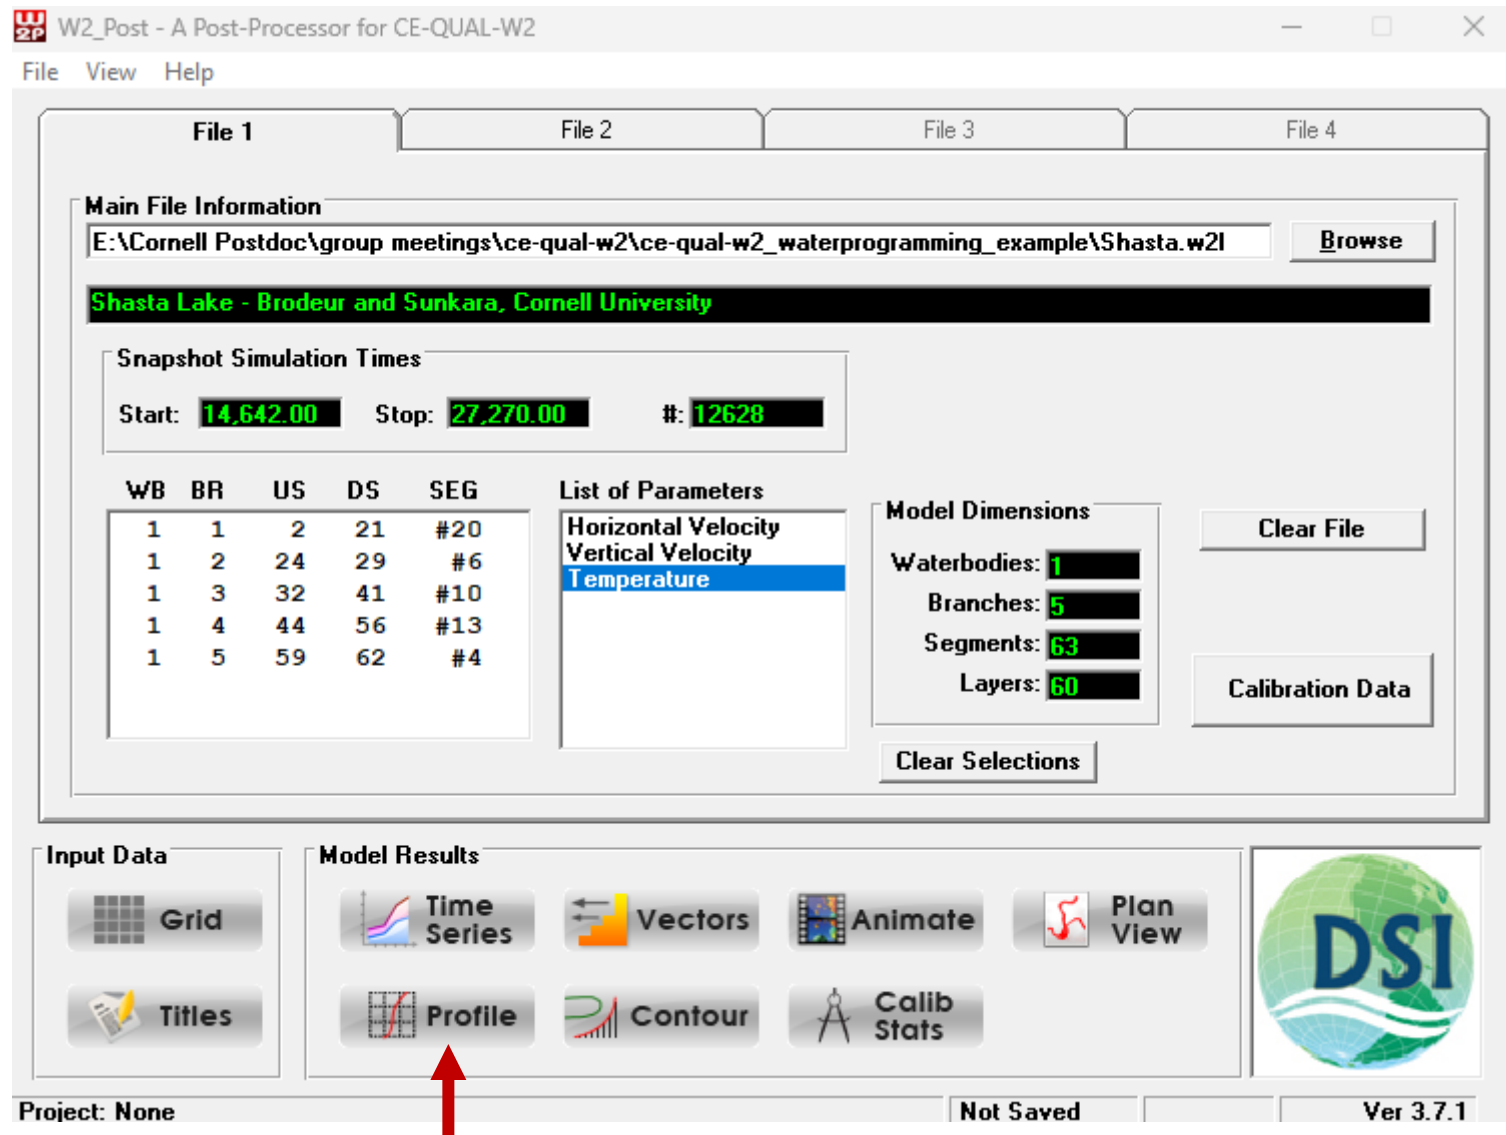 W2P W2_Post - A Post-Processor for CE-QUAL-W2
File View Help
File 1 File 2 File 3 File 4
Main File Information
E:\Cornell Postdoc\group meetings\ce-qual-w2\ce-qual-w2_waterprogramming_example\Shasta.w2l Browse
Shasta Lake - Brodeur and Sunkara, Cornell University
Snapshot Simulation Times
Start: 14,642.00 Stop: 27,270.00 #: 12628
WB BR US DS SEG
1 1 2 21 #20
1 2 24 29 #6
1 3 32 41 #10
1 4 44 56 #13
1 5 59 62 #4
List of Parameters
Horizontal Velocity
Vertical Velocity
Temperature
Model Dimensions
Waterbodies: 1
Branches: 5
Segments: 63
Layers: 60
Clear File
Calibration Data
Clear Selections
Input Data
Grid
Titles
Model Results
Time
Series
Vectors
Animate
Plan
View
Profile
Contour
Calib
Stats
DSI
Project: None Not Saved Ver 3.7.1